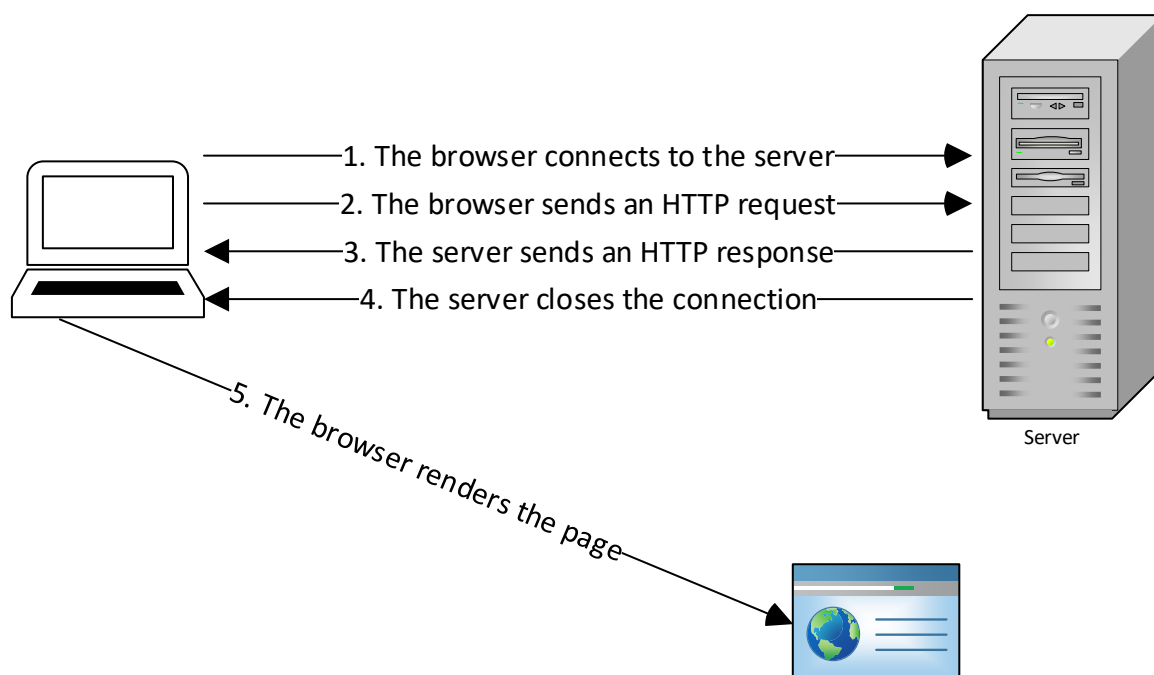 1. The browser connects to the server
2. The browser sends an HTTP request
3. The server sends an HTTP response
4. The server closes the connection
5. The browser renders the page
Server